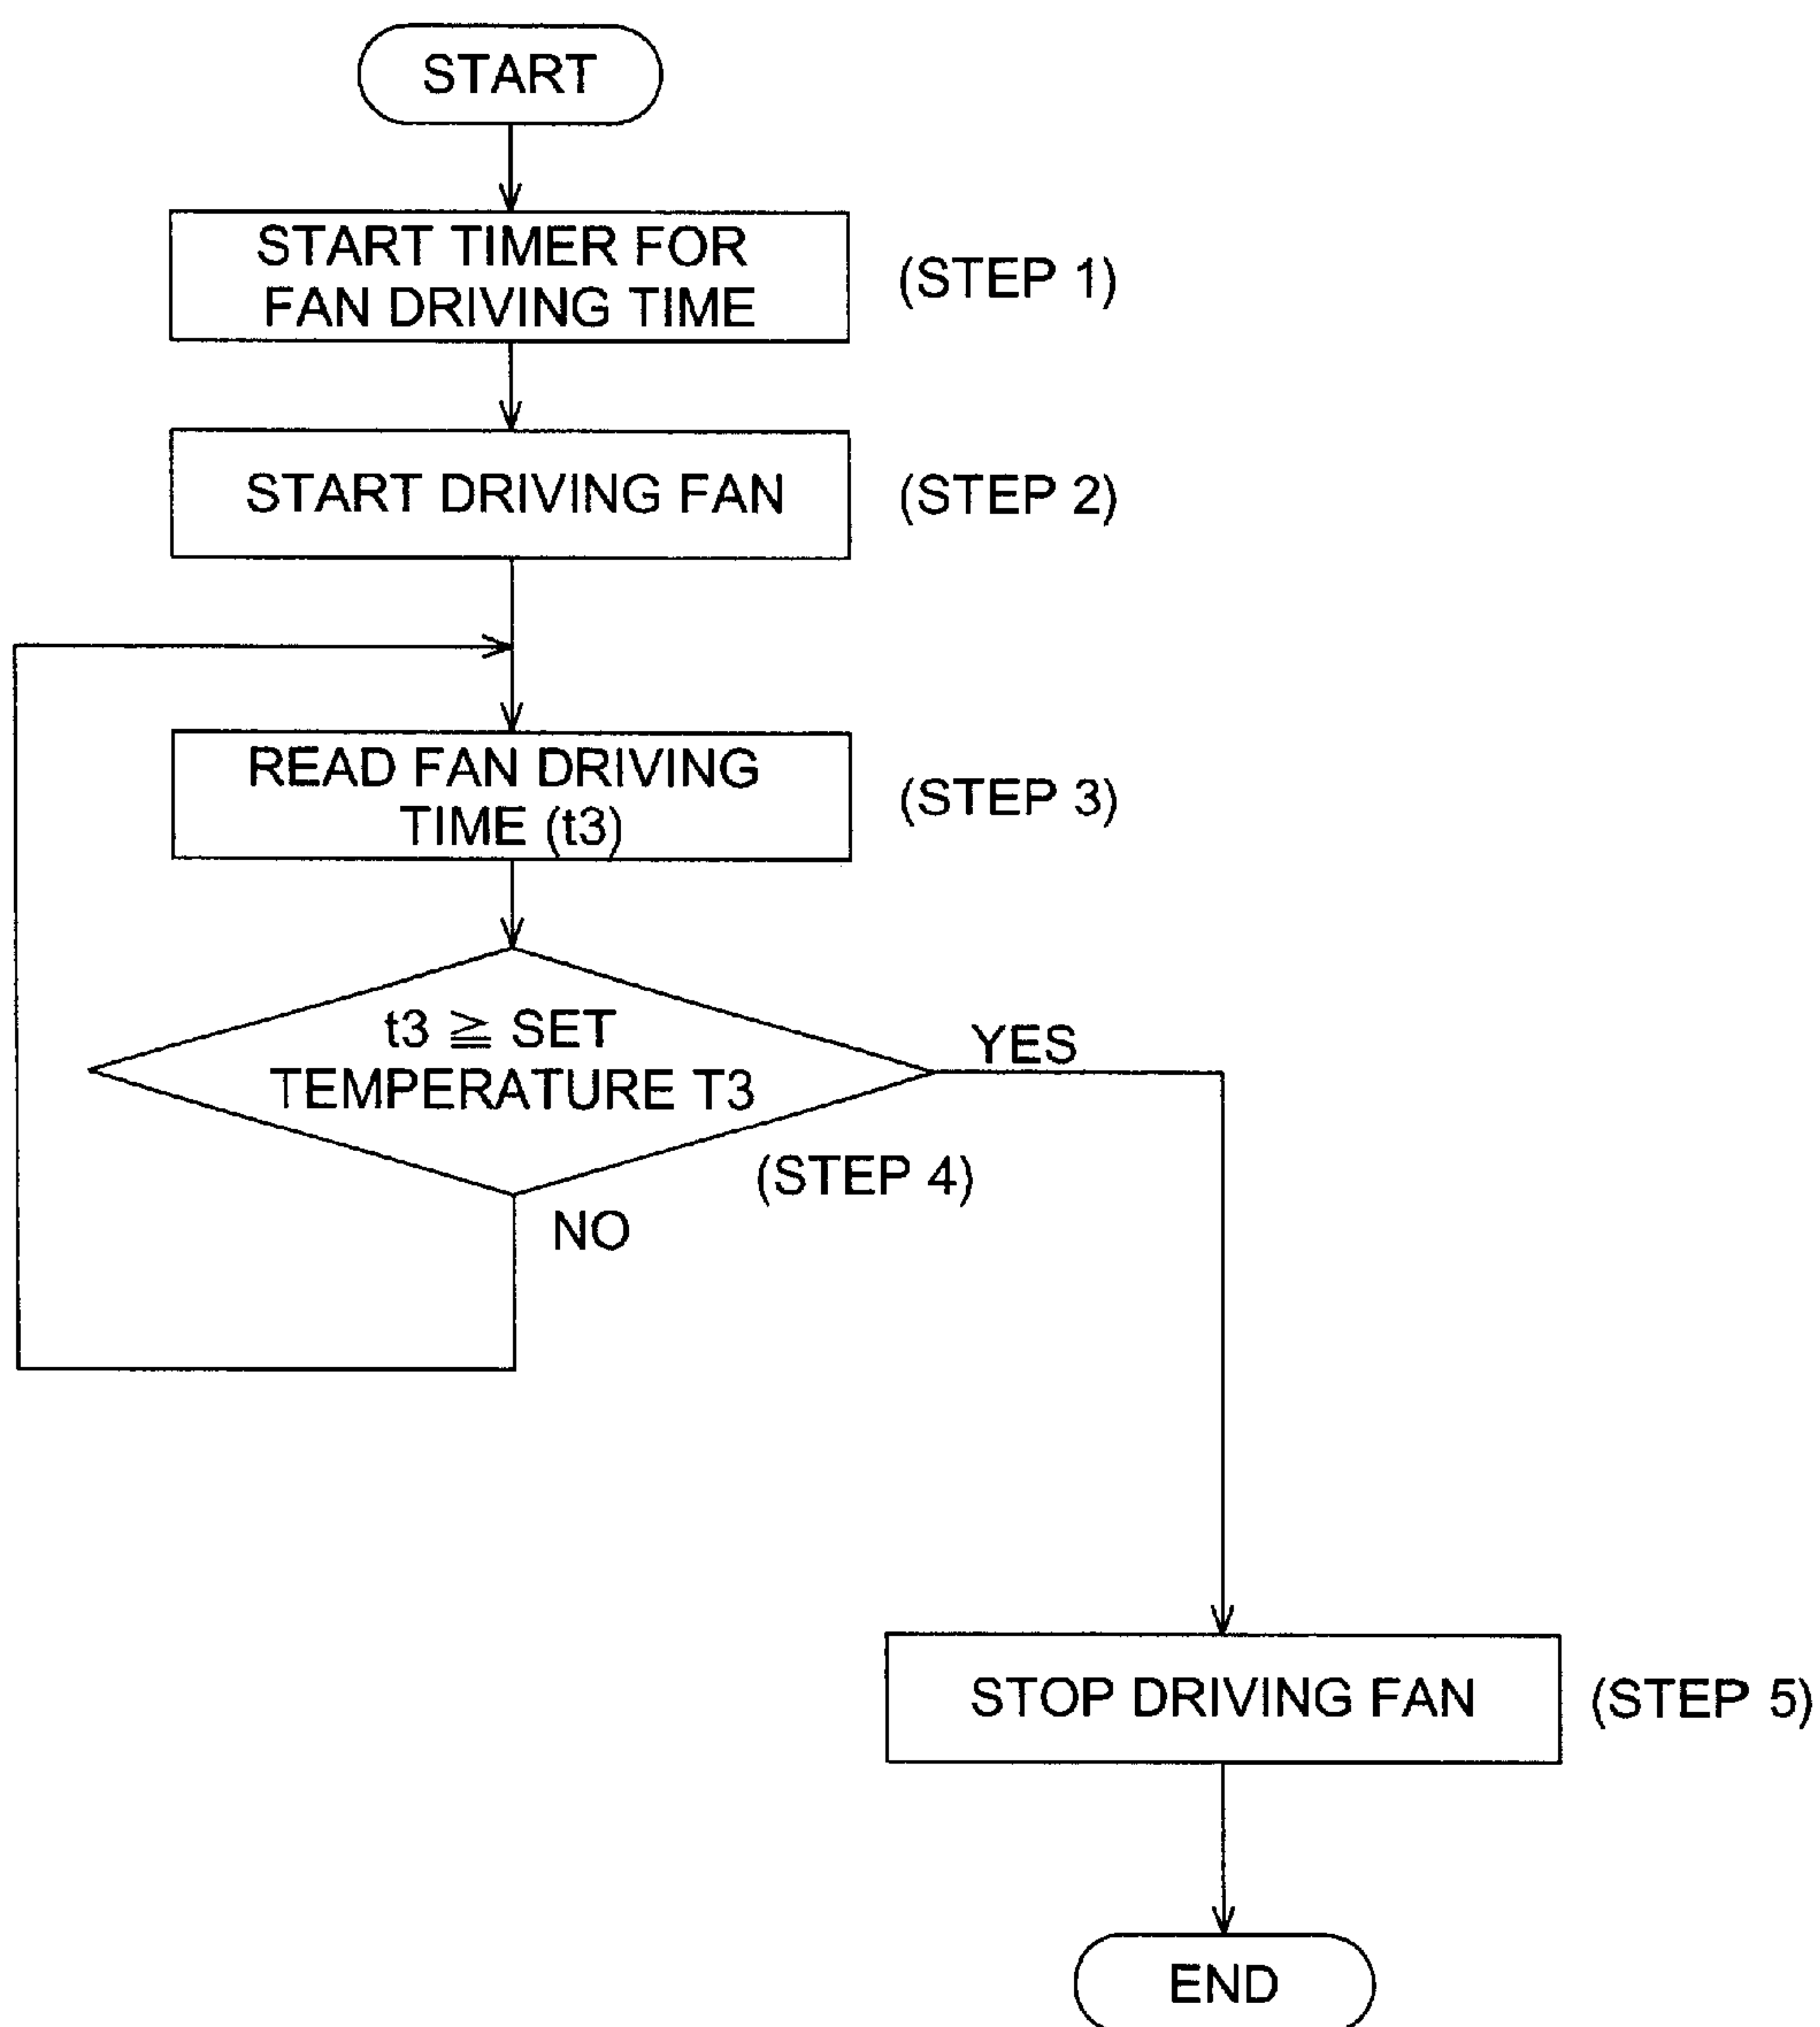 START
START TIMER FOR
FAN DRIVING TIME
(STEP 1)
START DRIVING FAN
(STEP 2)
READ FAN DRIVING
TIME (t3)
(STEP 3)
t3 ≧ SET
TEMPERATURE T3
YES
(STEP 4)
NO
STOP DRIVING FAN
(STEP 5)
END